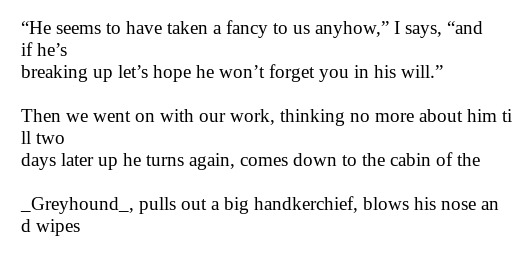 “He seems to have taken a fancy to us anyhow,” I says, “and
if he’s
breaking up let’s hope he won’t forget you in his will.”
Then we went on with our work, thinking no more about him ti
ll two
days later up he turns again, comes down to the cabin of the
_Greyhound_, pulls out a big handkerchief, blows his nose an
d wipes